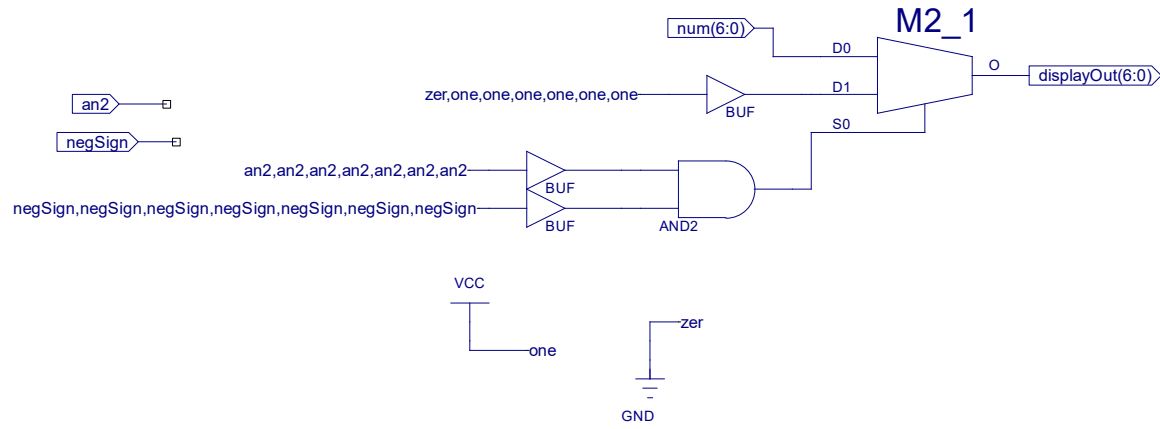 M2_1
num(6:0)
D0
O
displayOut(6:0)
zer,one,one,one,one,one,one
D1
BUF
an2
S0
negSign
an2,an2,an2,an2,an2,an2,an2
BUF
negSign,negSign,negSign,negSign,negSign,negSign,negSign
BUF
AND2
VCC
one
zer
GND